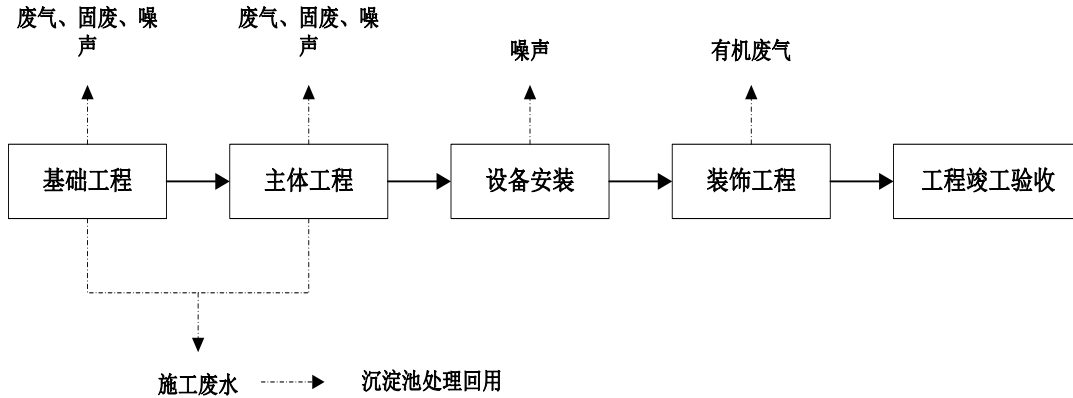 废气、固废、噪
声
废气、固废、噪
声
噪声
有机废气
基础工程
主体工程
设备安装
装饰工程
工程竣工验收
施工废水
沉淀池处理回用